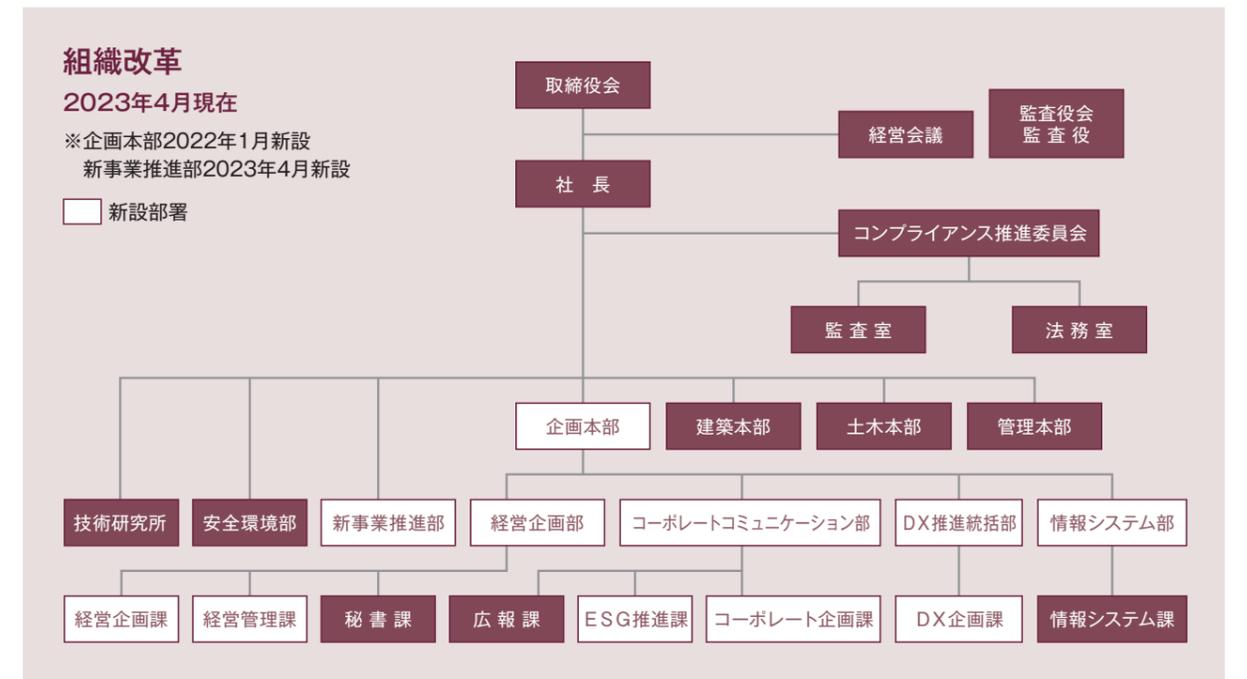 組織改革
2023年4月現在
※企画本部2022年1月新設
新事業推進部2023年4月新設
新設部署
取締役会
経営会議
監査役会
監 査 役
社　長
コンプライアンス推進委員会
監 査 室
法 務 室
企画本部
建築本部
土木本部
管理本部
技術研究所
安全環境部
新事業推進部
経営企画部
コーポレートコミュニケーション部
DX推進統括部
情報システム部
経営企画課
経営管理課
秘 書 課
広 報 課
ESG推進課
コーポレート企画課
DX企画課
情報システム課